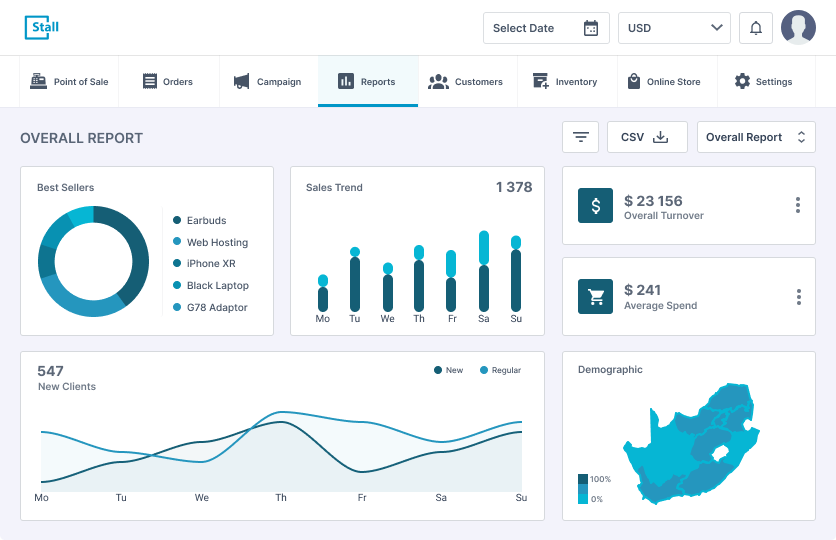 Stall
Select Date
USD
Point of Sale
Orders
Campaign
Reports
Customers
Inventory
Online Store
Settings
OVERALL REPORT
CSV
Overall Report
Best Sellers
Earbuds
Web Hosting
iPhone XR
Black Laptop
G78 Adaptor
Sales Trend
1 378
Mo Tu We Th Fr Sa Su
$
$ 23 156
Overall Turnover
$ 241
Average Spend
547
New Clients
New Regular
Mo Tu We Th Fr Sa Su
Demographic
100%
0%